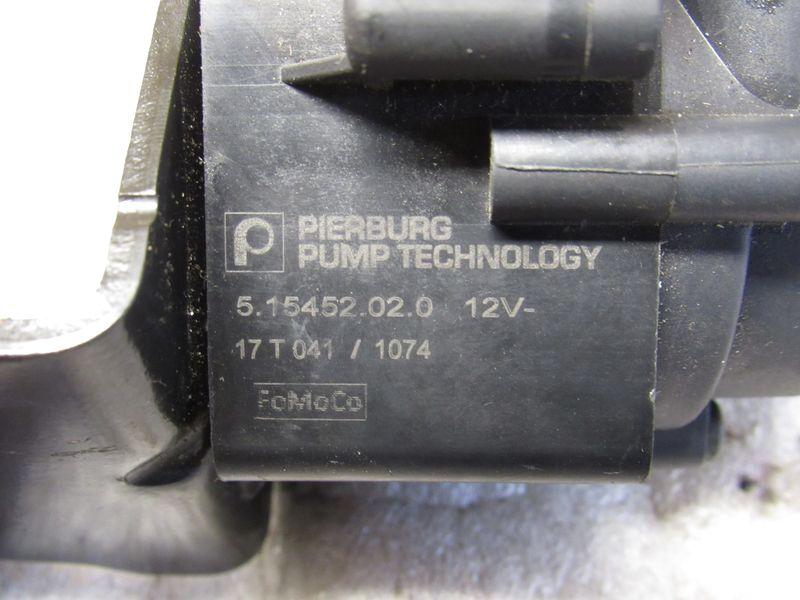 PIERBURG
PUMP TECHNOLOGY
5.15452.02.0 12V-
17 T 041 / 1074
FoMoCo